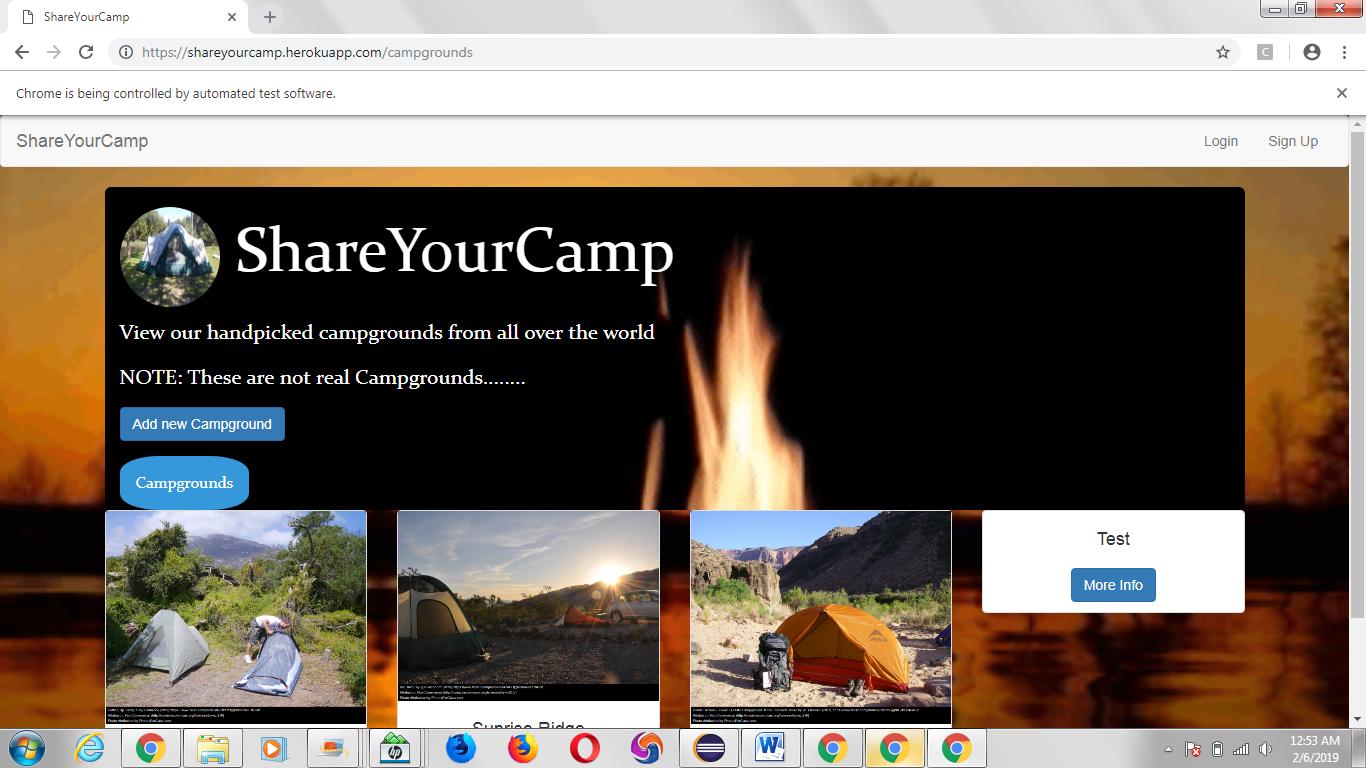 ShareYourCamp
https://shareyourcamp.herokuapp.com/campgrounds
C
Chrome is being controlled by automated test software.
ShareYourCamp
Login
Sign Up
ShareYourCamp
View our handpicked campgrounds from all over the world
NOTE: These are not real Campgrounds........
Add new Campground
Campgrounds
Test
More Info
Sunrise Ridge
12:53 AM
2/6/2019